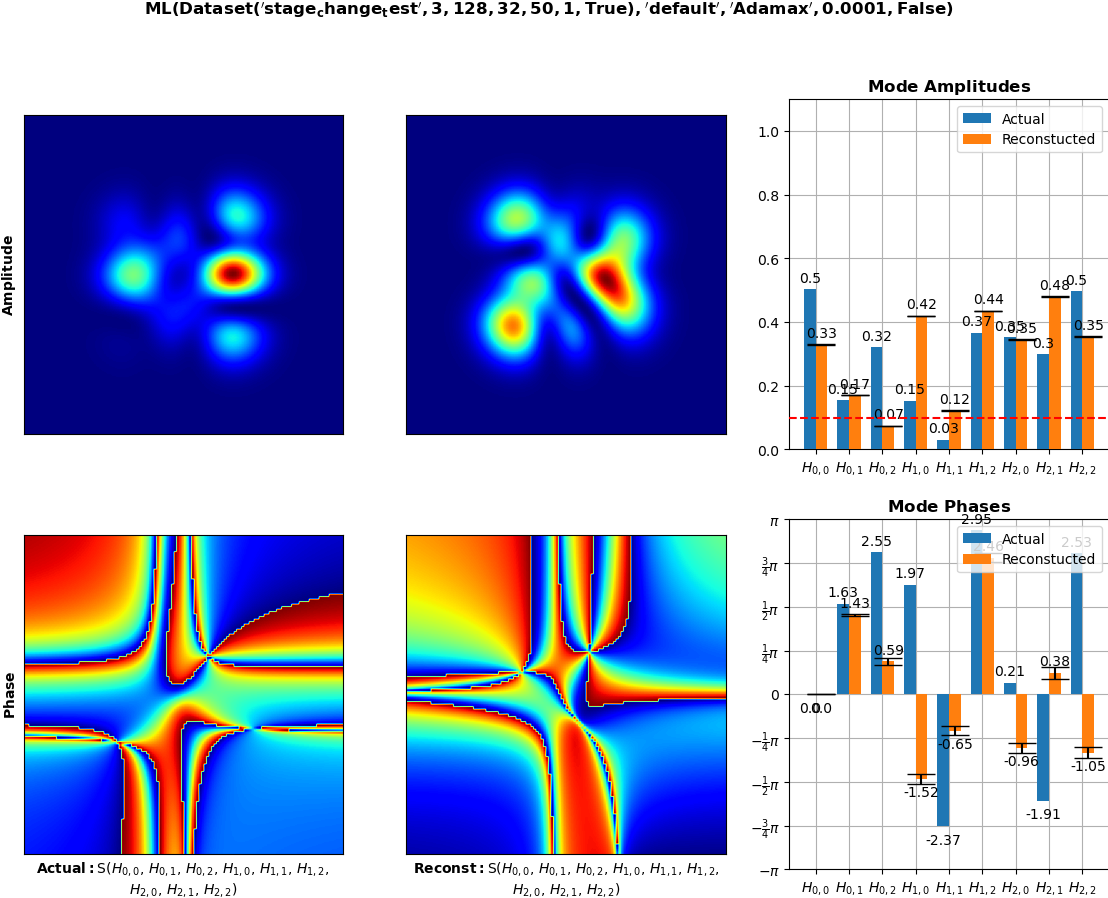 ML(Dataset('stage_change_test', 3, 128, 32, 50, 1, True), 'default', 'Adamax', 0.0001, False)
Amplitude
Mode Amplitudes
Actual
Reconstucted
1.0
0.8
0.6
0.4
0.2
0.0
0.5
0.33
0.15
0.17
0.32
0.07
0.15
0.42
0.03
0.12
0.37
0.44
0.35
0.35
0.3
0.48
0.5
0.35
H0,0 H0,1 H0,2 H1,0 H1,1 H1,2 H2,0 H2,1 H2,2
Phase
Mode Phases
Actual
Reconstucted
π
3/4π
1/2π
1/4π
0
−1/4π
−1/2π
−3/4π
−π
0.0
0.0
1.63
1.43
2.55
0.59
1.97
-1.52
-2.37
-0.65
2.95
2.46
0.21
-0.96
-1.91
0.38
2.53
-1.05
H0,0 H0,1 H0,2 H1,0 H1,1 H1,2 H2,0 H2,1 H2,2
Actual: S(H0,0, H0,1, H0,2, H1,0, H1,1, H1,2,
H2,0, H2,1, H2,2)
Reconst: S(H0,0, H0,1, H0,2, H1,0, H1,1, H1,2,
H2,0, H2,1, H2,2)